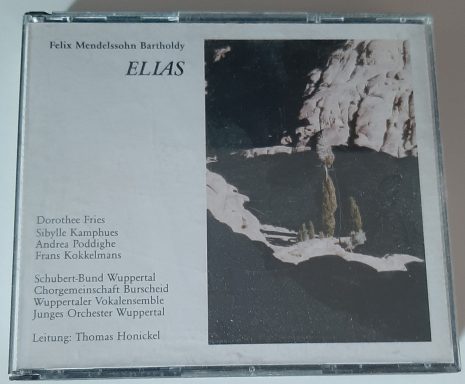 Felix Mendelssohn Bartholdy
ELIAS
Dorothee Fries
Sibylle Kamphues
Andrea Poddighe
Frans Kokkelmans
Schubert-Bund Wuppertal
Chorgemeinschaft Burscheid
Wuppertaler Vokalensemble
Junges Orchester Wuppertal
Leitung: Thomas Honickel